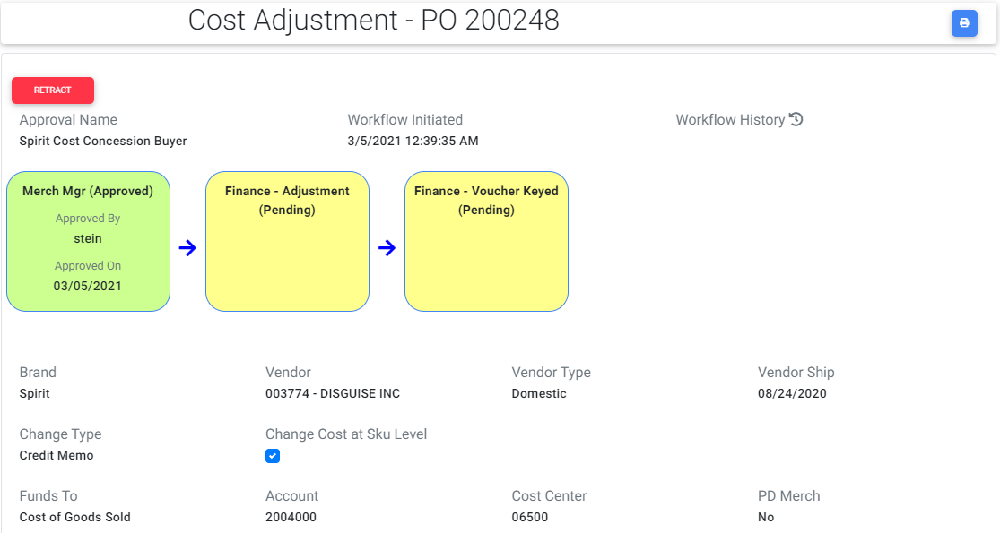 Cost Adjustment - PO 200248
RETRACT
Approval Name
Workflow Initiated
Workflow History
Spirit Cost Concession Buyer
3/5/2021 12:39:35 AM
Merch Mgr (Approved)
Approved By
stein
Approved On
03/05/2021
Finance - Adjustment
(Pending)
Finance - Voucher Keyed
(Pending)
Brand
Vendor
Vendor Type
Vendor Ship
Spirit
003774 - DISGUISE INC
Domestic
08/24/2020
Change Type
Change Cost at Sku Level
Credit Memo
Funds To
Account
Cost Center
PD Merch
Cost of Goods Sold
2004000
06500
No